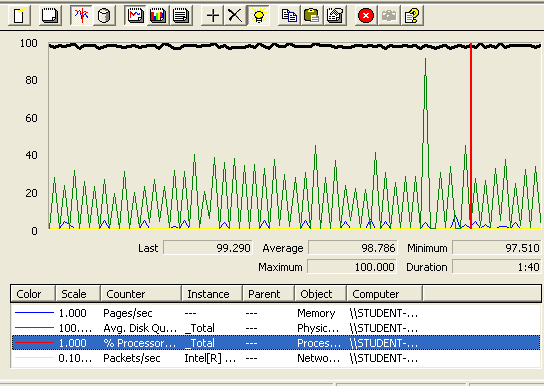 100
80
60
40
20
0
Last 99.290 Average 98.786 Minimum 97.510
Maximum 100.000 Duration 1:40
Color Scale Counter Instance Parent Object Computer
1.000 Pages/sec --- --- Memory \\STUDENT-...
100.... Avg. Disk Qu... _Total --- Physic... \\STUDENT-...
1.000 % Processor... _Total --- Proces... \\STUDENT-...
0.10... Packets/sec Intel[R] ... --- Netwo... \\STUDENT-...